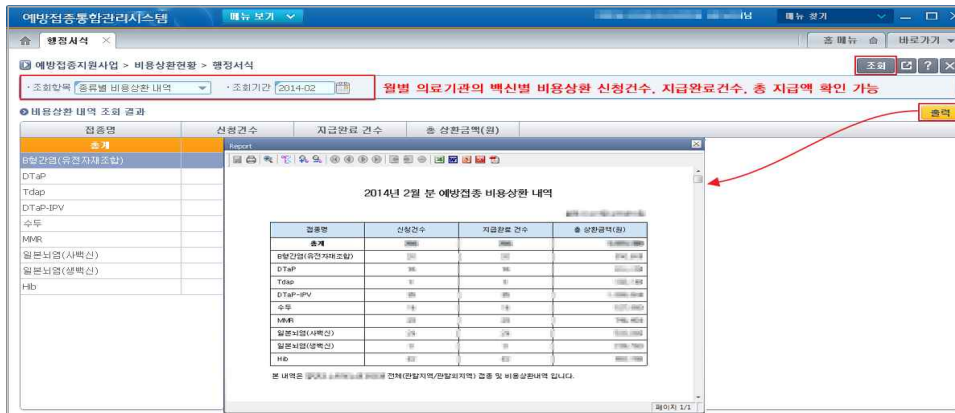 예방접종통합관리시스템 메뉴 보기 님 메뉴 찾기
행정서식 × 홈 메뉴 바로가기
예방접종지원사업 > 비용상환현황 > 행정서식 조회 ? X
· 조회항목 종류별 비용상환 내역 · 조회기간 2014-02 월별 의료기관의 백신별 비용상환 신청건수, 지급완료건수, 총 지급액 확인 가능
비용상환 내역 조회 결과 출력
접종명 신청건수 지급완료 건수 총 상환금액(원)
총계
B형간염(유전자재조합)
DTaP
Tdap
DTaP-IPV
수두
MMR
일본뇌염(사백신)
일본뇌염(생백신)
Hib
Report
2014년 2월 분 예방접종 비용상환 내역
접종명 신청건수 지급완료 건수 총 상환금액(원)
총계
B형간염(유전자재조합)
DTaP
Tdap
DTaP-IPV
수두
MMR
일본뇌염(사백신)
일본뇌염(생백신)
Hib
본 내역은 전체(관할지역/관할외지역) 접종 및 비용상환내역 입니다.
페이지 1/1